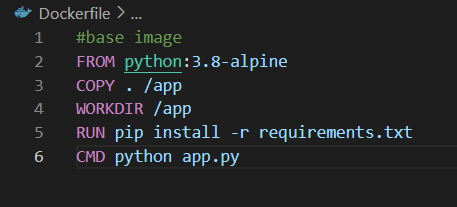 Dockerfile > ...
1 #base image
2 FROM python:3.8-alpine
3 COPY . /app
4 WORKDIR /app
5 RUN pip install -r requirements.txt
6 CMD python app.py